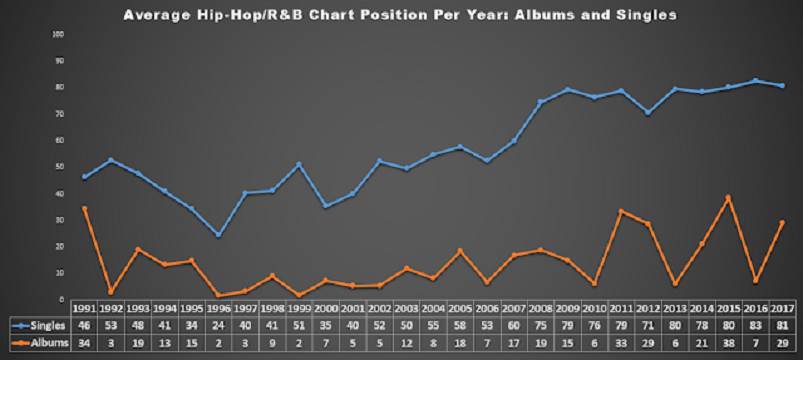 Average Hip-Hop/R&B Chart Position Per Year: Albums and Singles
100
90
80
70
60
50
40
30
20
10
0
1991 1992 1993 1994 1995 1996 1997 1998 1999 2000 2001 2002 2003 2004 2005 2006 2007 2008 2009 2010 2011 2012 2013 2014 2015 2016 2017
Singles 46 53 48 41 34 24 40 41 51 35 40 52 50 55 58 53 60 75 79 76 79 71 80 78 80 83 81
Albums 34 3 19 13 15 2 3 9 2 7 5 5 12 8 18 7 17 19 15 6 33 29 6 21 38 7 29